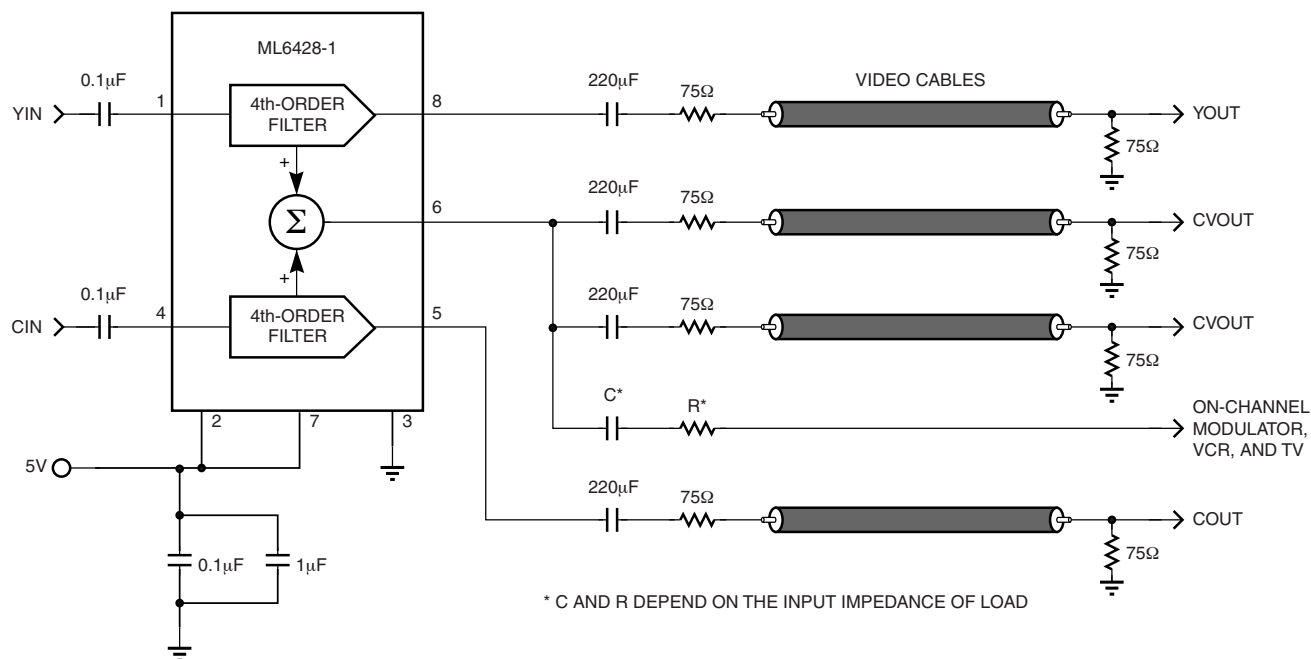 ML6428-1
0.1μF
220μF
75Ω
VIDEO CABLES
YIN
1
4th-ORDER
FILTER
8
YOUT
75Ω
+
220μF
75Ω
Σ
6
CVOUT
75Ω
+
0.1μF
220μF
75Ω
CIN
4
4th-ORDER
FILTER
5
CVOUT
75Ω
C*
R*
2
7
3
ON-CHANNEL
MODULATOR,
VCR, AND TV
5V
220μF
75Ω
COUT
75Ω
0.1μF
1μF
* C AND R DEPEND ON THE INPUT IMPEDANCE OF LOAD